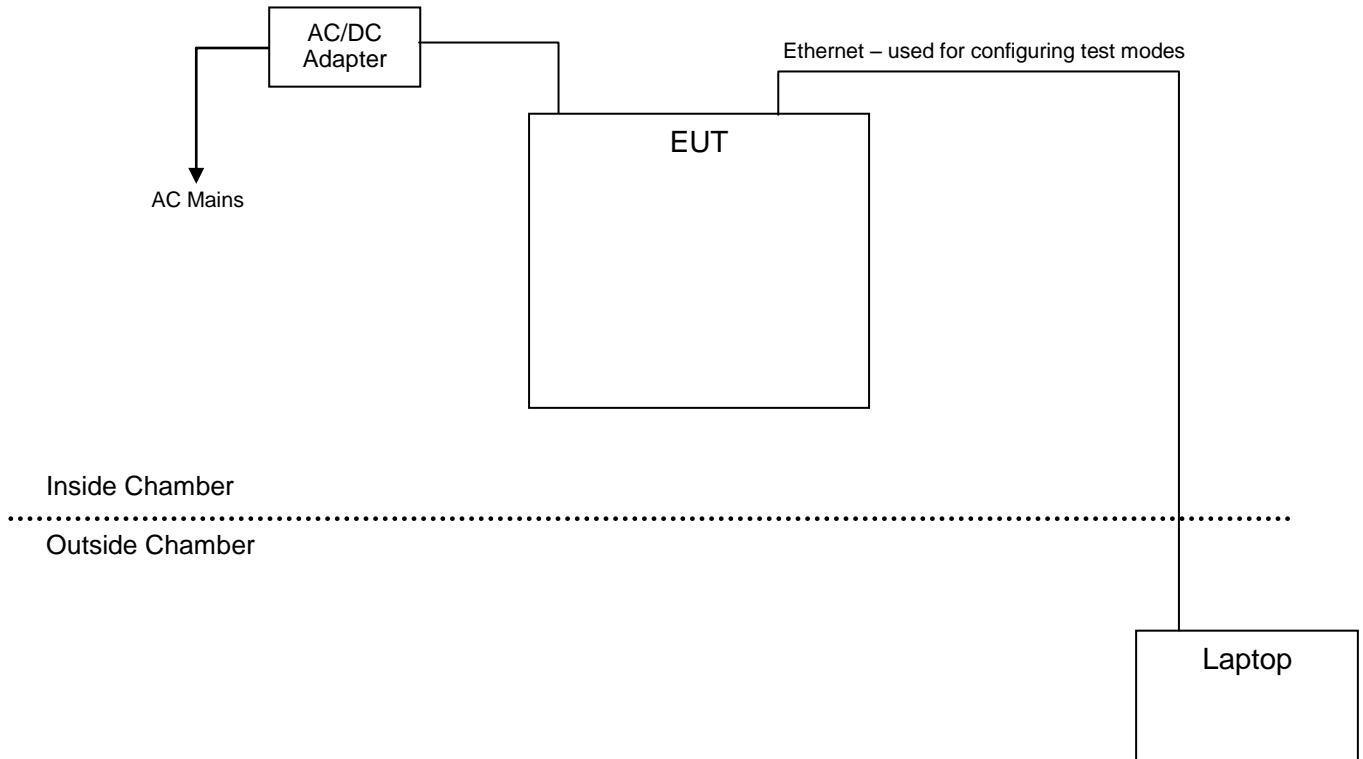 AC/DC
Adapter
Ethernet – used for configuring test modes
EUT
AC Mains
Inside Chamber
Outside Chamber
Laptop